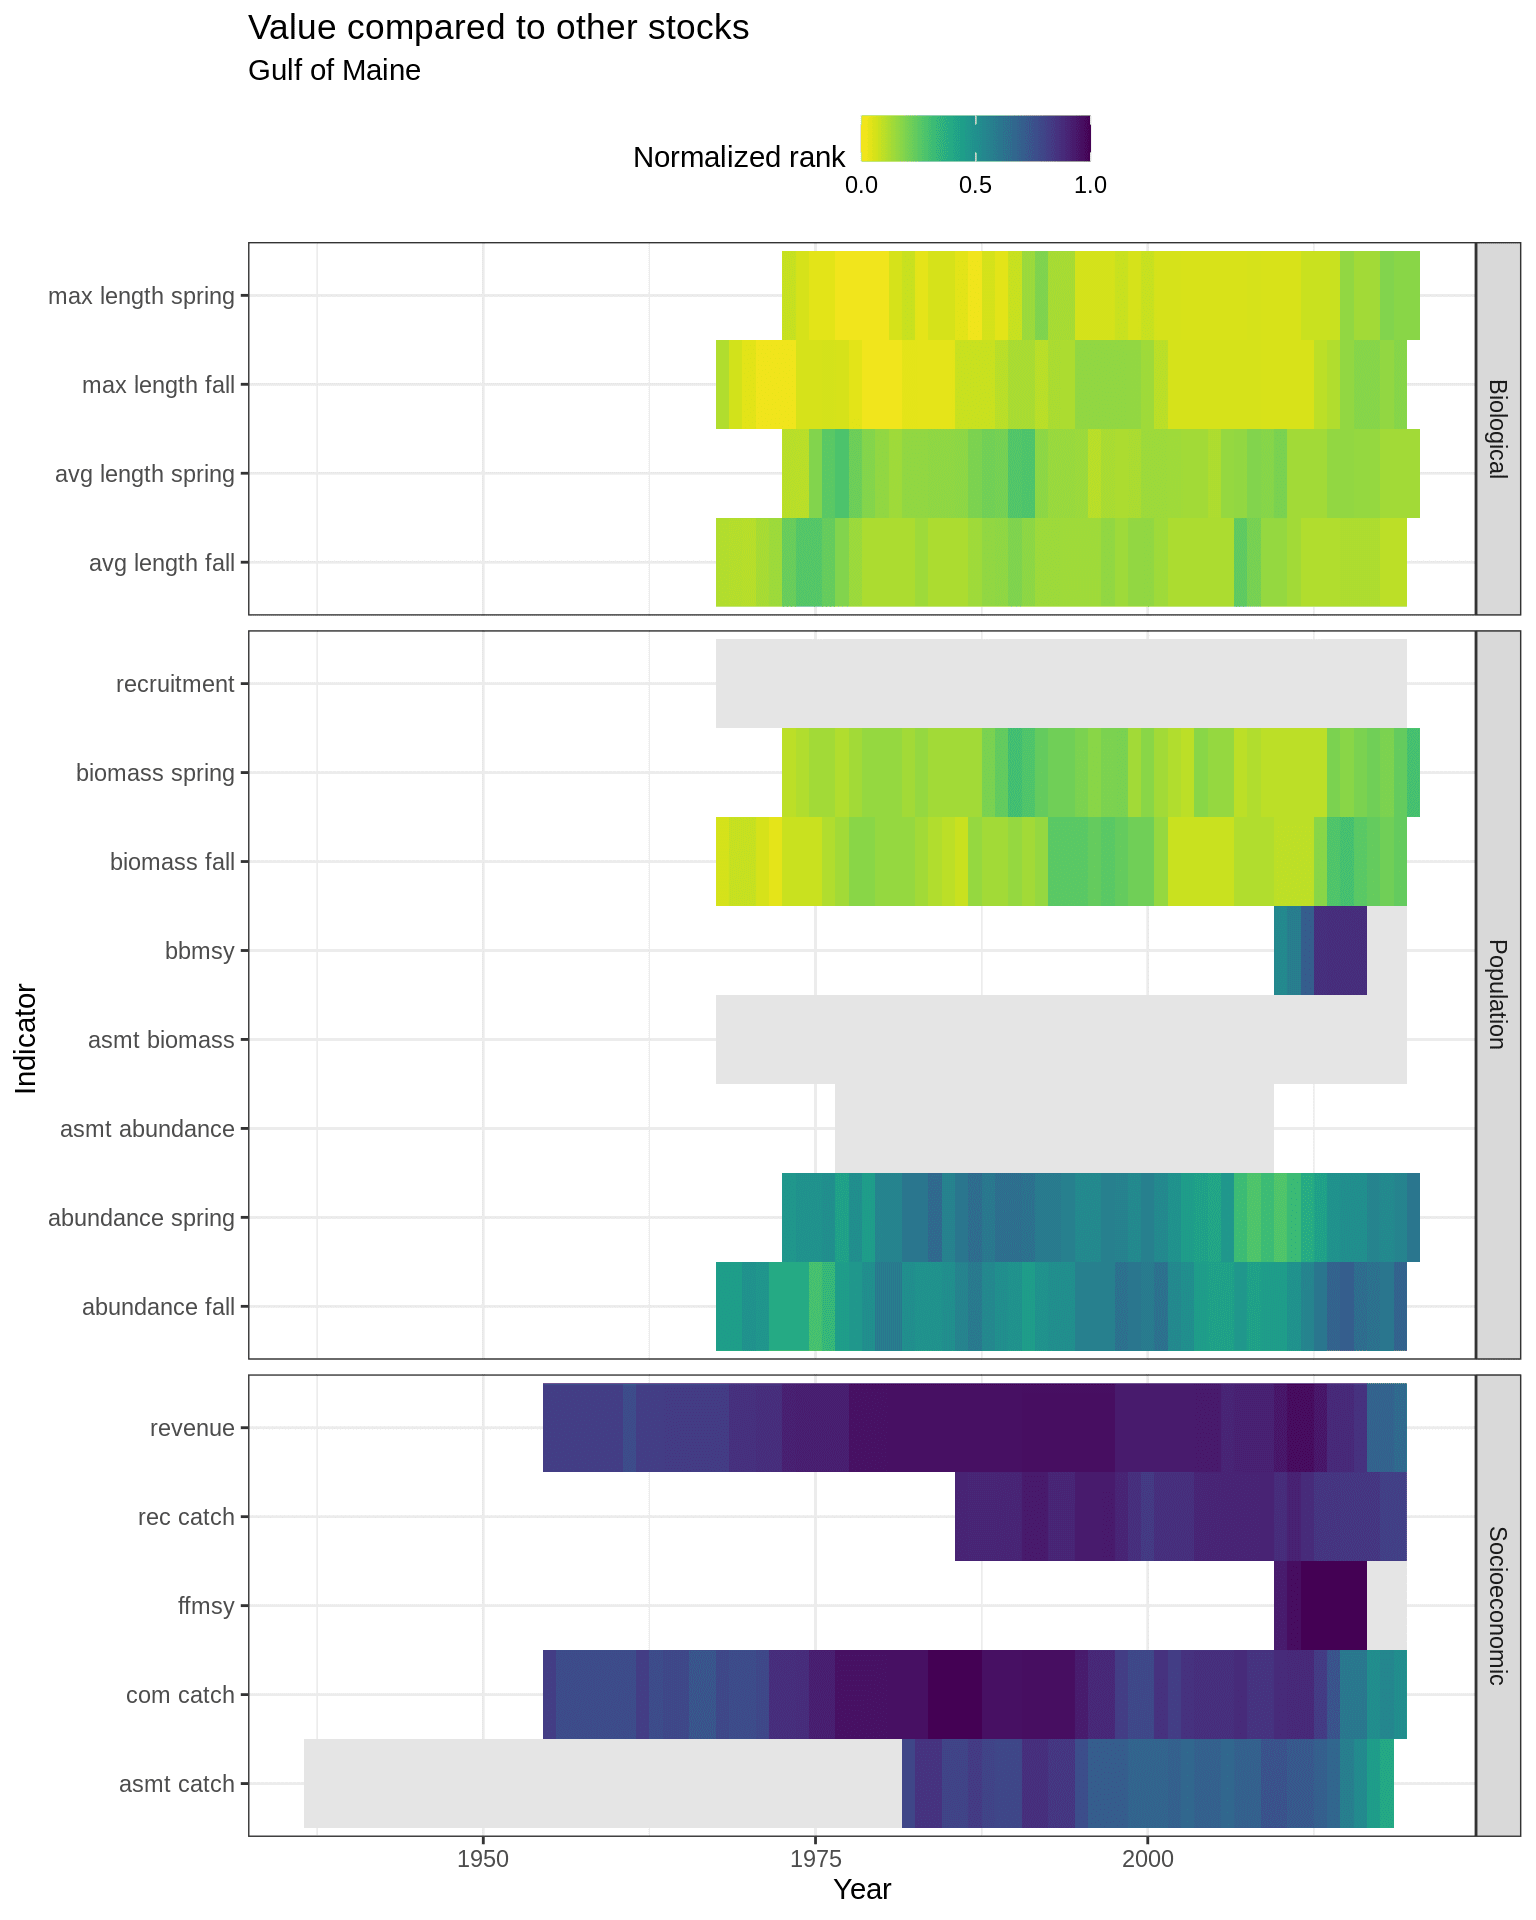 Value compared to other stocks
Gulf of Maine
Normalized rank
0.0 0.5 1.0
max length spring
max length fall
avg length spring
avg length fall
Biological
recruitment
biomass spring
biomass fall
bbmsy
asmt biomass
asmt abundance
abundance spring
abundance fall
Population
Indicator
revenue
rec catch
ffmsy
com catch
asmt catch
Socioeconomic
1950 1975 2000
Year